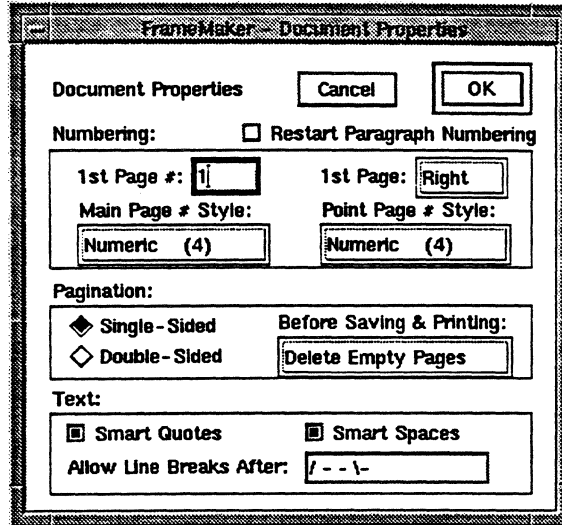 FrameMaker - Document Properties
Document Properties Cancel OK
Numbering: Restart Paragraph Numbering
1st Page #: 1 1st Page: Right
Main Page # Style: Point Page # Style:
Numeric (4) Numeric (4)
Pagination:
Single-Sided Before Saving & Printing:
Double-Sided Delete Empty Pages
Text:
Smart Quotes Smart Spaces
Allow Line Breaks After: / - - \-